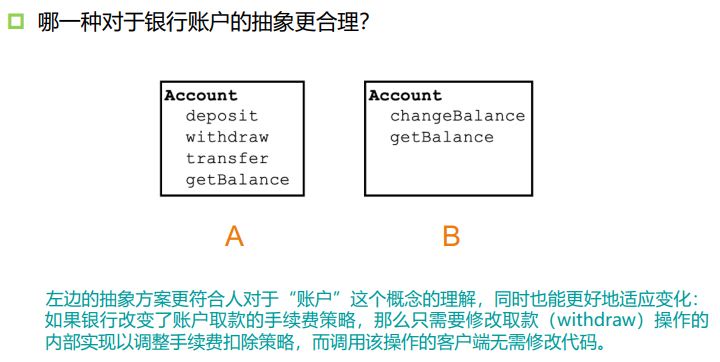 哪一种对于银行账户的抽象更合理？
Account
deposit
withdraw
transfer
getBalance
A
Account
changeBalance
getBalance
B
左边的抽象方案更符合人对于“账户”这个概念的理解，同时也能更好地适应变化：
如果银行改变了账户取款的手续费策略，那么只需要修改取款（withdraw）操作的
内部实现以调整手续费扣除策略，而调用该操作的客户端无需修改代码。